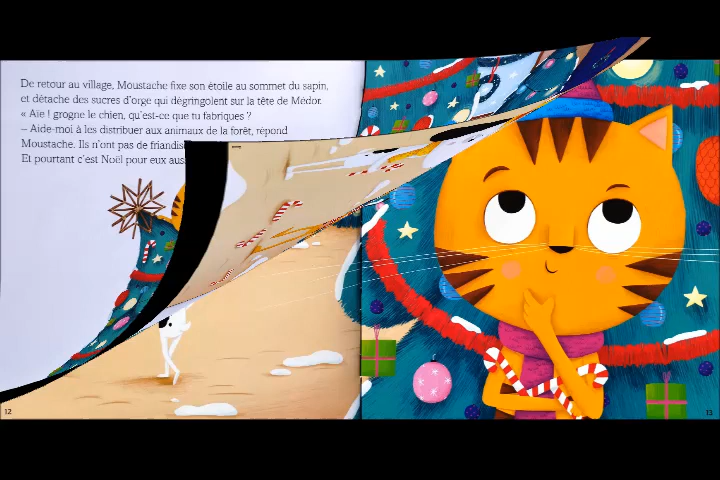 De retour au village, Moustache fixe son étoile au sommet du sapin,
et détache des sucres d'orge qui dégringolent sur la tête de Médor.
« Aïe ! grogne le chien, qu'est-ce que tu fabriques ?
– Aide-moi à les distribuer aux animaux de la forêt, répond
Moustache. Ils n'ont pas de
Et pourtant c'est Noël pour eux
12
13